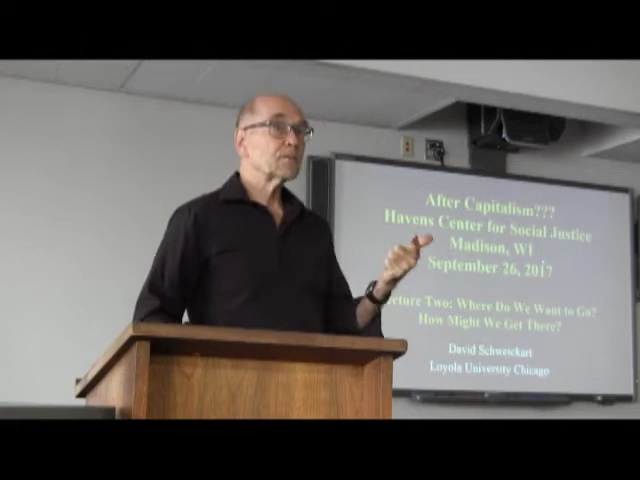 After Capitalism???
Havens Center for Social Justice
Madison, WI
September 26, 2017
ecture Two: Where Do We Want to Go?
How Might We Get There?
David Schweickart
Loyola University Chicago